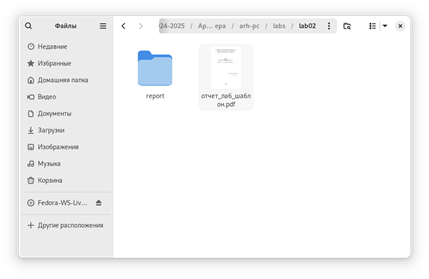 Файлы
24-2025 / Ар... ера / arh-pc / labs / lab02
Недавние
Избранные
Домашняя папка
Видео
Документы
Загрузки
Изображения
Музыка
Корзина
Fedora-WS-Liv...
Другие расположения
report
отчет_лаб_шабл
он.pdf